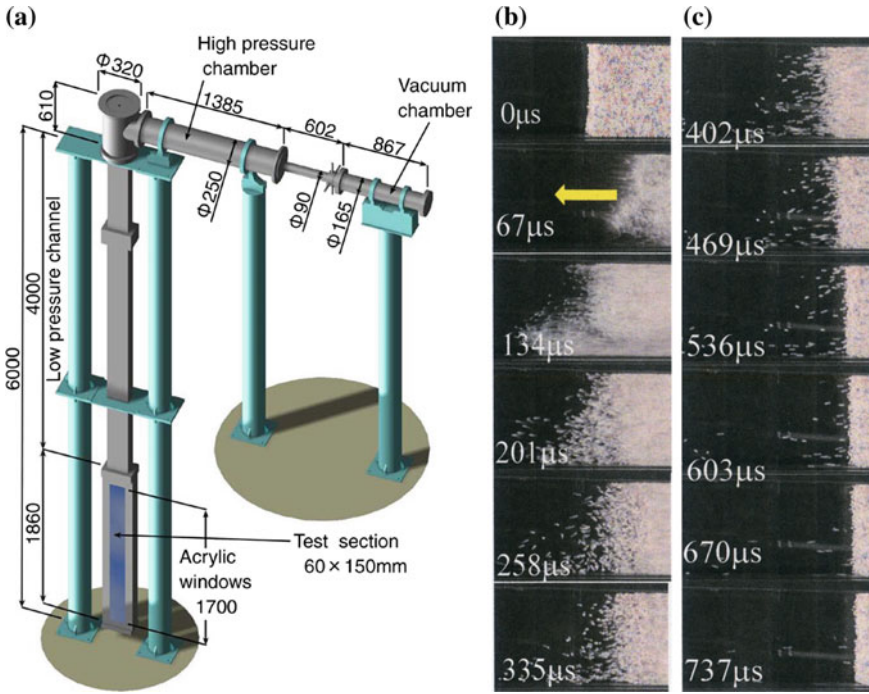 (a)
Φ320
High pressure
chamber
610
1385
Vacuum
chamber
602
867
Φ250
Φ90
Φ165
Low pressure channel
4000
6000
1860
Test section
60 × 150mm
Acrylic
windows
1700
(b)
0μs
67μs
134μs
201μs
258μs
335μs
(c)
402μs
469μs
536μs
603μs
670μs
737μs